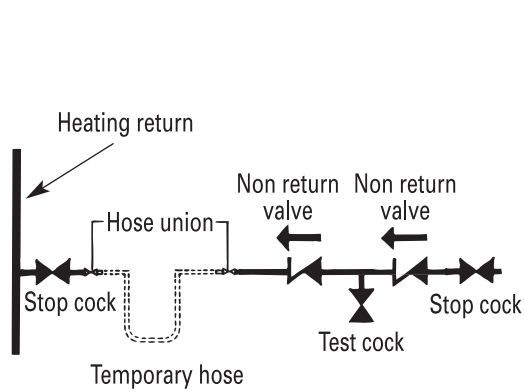 Heating return
Non return
valve
Non return
valve
Hose union
Stop cock
Stop cock
Test cock
Temporary hose